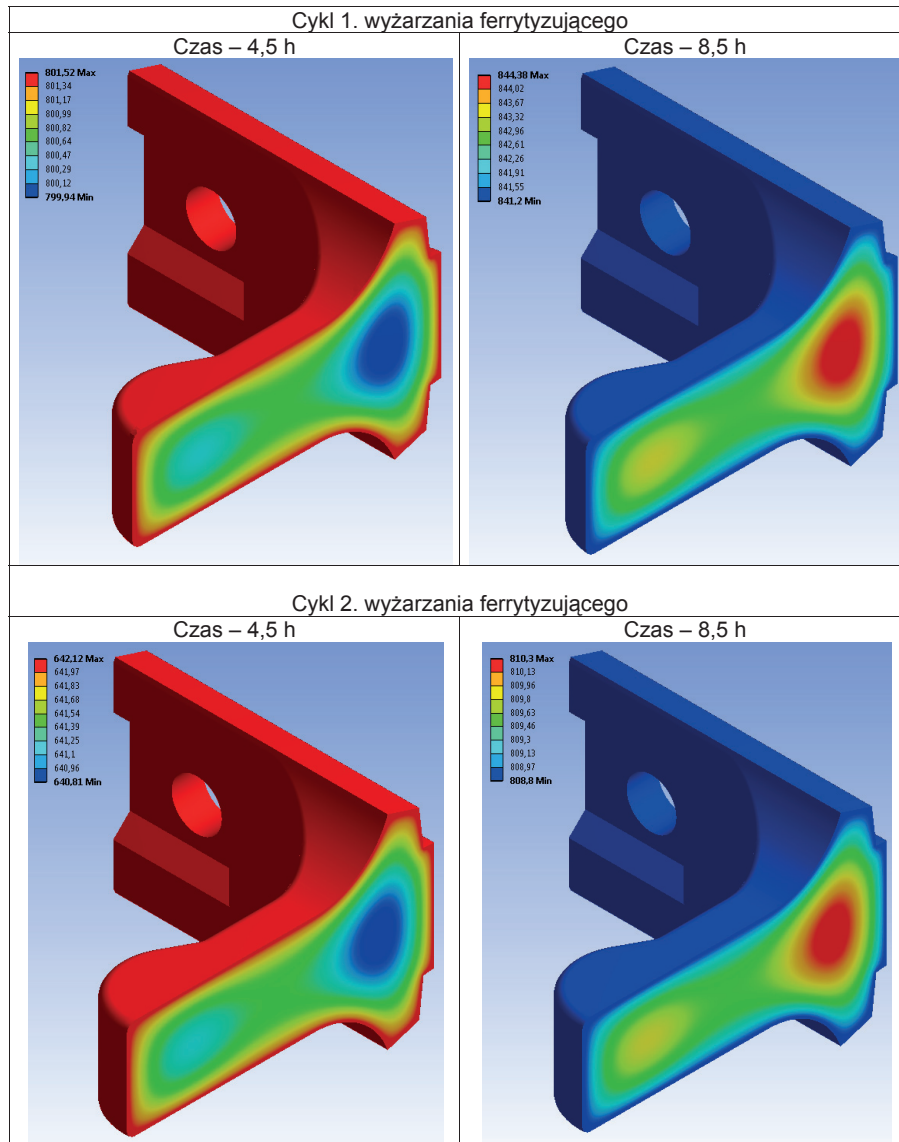 Cykl 1. wyżarzania ferrytyzującego
Czas – 4,5 h
801,52 Max
801,34
801,17
800,99
800,82
800,64
800,47
800,29
800,12
799,94 Min
Czas – 8,5 h
844,38 Max
844,02
843,67
843,32
842,96
842,61
842,26
841,91
841,55
841,2 Min
Cykl 2. wyżarzania ferrytyzującego
Czas – 4,5 h
642,12 Max
641,97
641,83
641,68
641,54
641,39
641,25
641,1
640,96
640,81 Min
Czas – 8,5 h
810,3 Max
810,13
809,96
809,8
809,63
809,46
809,3
809,13
808,97
808,8 Min